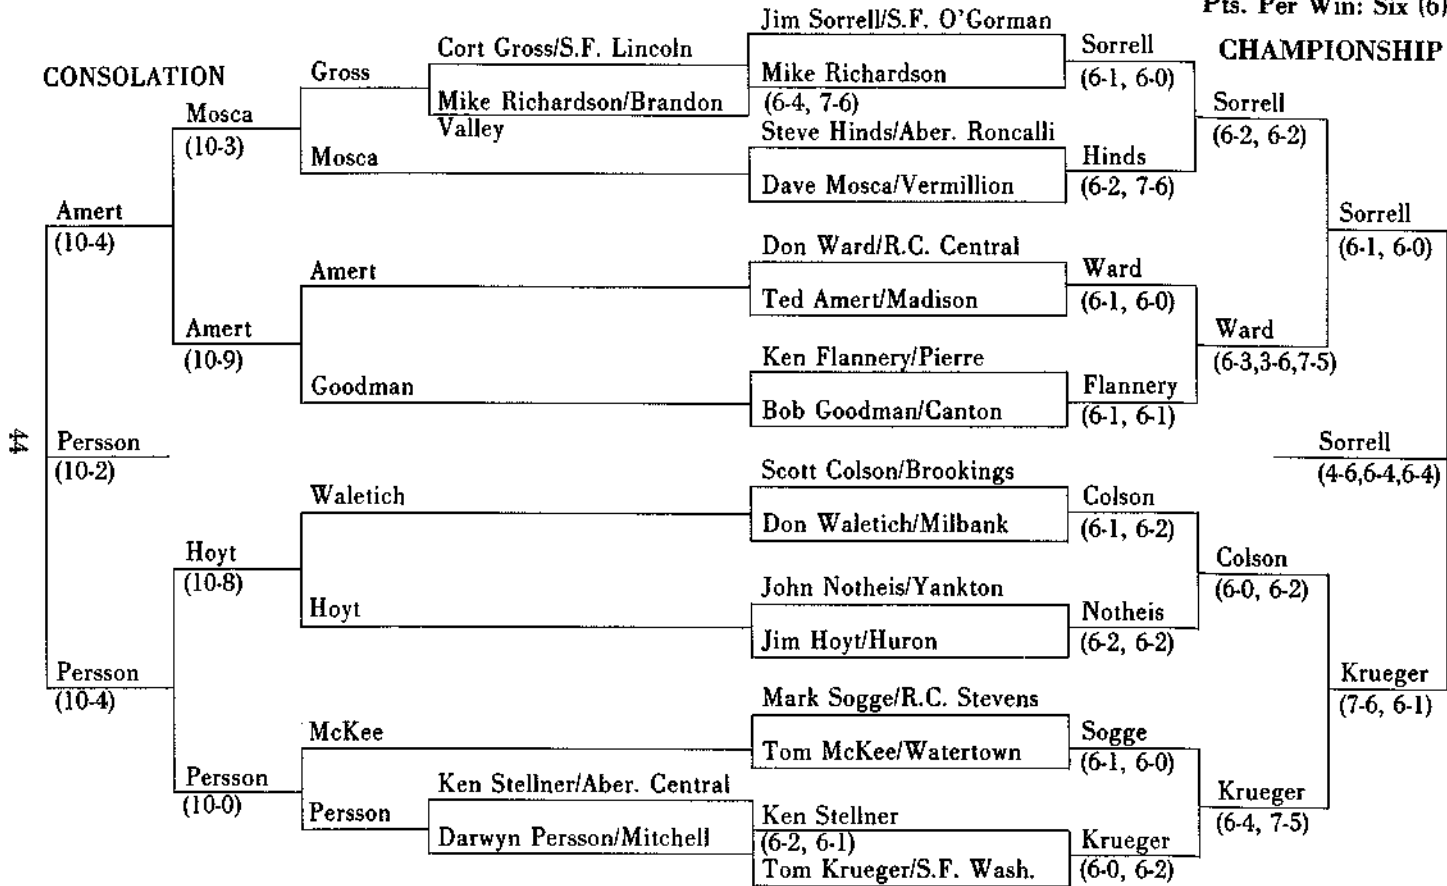 Pts. Per Win: Six (6)
CONSOLATION
CHAMPIONSHIP
Jim Sorrell/S.F. O'Gorman
Cort Gross/S.F. Lincoln
Sorrell
Gross
Mike Richardson
(6-1, 6-0)
Mosca
Mike Richardson/Brandon
Valley
(6-4, 7-6)
Sorrell
(10-3)
Steve Hinds/Aber. Roncalli
(6-2, 6-2)
Mosca
Hinds
Dave Mosca/Vermillion
(6-2, 7-6)
Amert
(10-4)
Sorrell
(6-1, 6-0)
Don Ward/R.C. Central
Amert
Ward
Ted Amert/Madison
(6-1, 6-0)
Amert
(10-9)
Ward
(6-3,3-6,7-5)
Ken Flannery/Pierre
Goodman
Flannery
Bob Goodman/Canton
(6-1, 6-1)
44
Persson
(10-2)
Sorrell
(4-6,6-4,6-4)
Scott Colson/Brookings
Waletich
Colson
Don Waletich/Milbank
(6-1, 6-2)
Hoyt
(10-8)
Colson
(6-0, 6-2)
John Notheis/Yankton
Hoyt
Notheis
Jim Hoyt/Huron
(6-2, 6-2)
Persson
(10-4)
Krueger
(7-6, 6-1)
Mark Sogge/R.C. Stevens
McKee
Sogge
Tom McKee/Watertown
(6-1, 6-0)
Persson
(10-0)
Ken Stellner/Aber. Central
Krueger
(6-4, 7-5)
Persson
Ken Stellner
Darwyn Persson/Mitchell
(6-2, 6-1)
Krueger
Tom Krueger/S.F. Wash.
(6-0, 6-2)